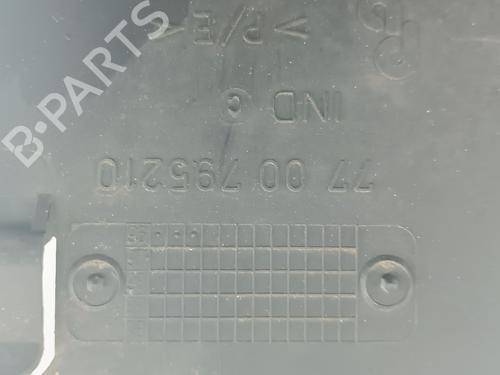 >P/E<
IND C
77 00 795210
B-PARTS